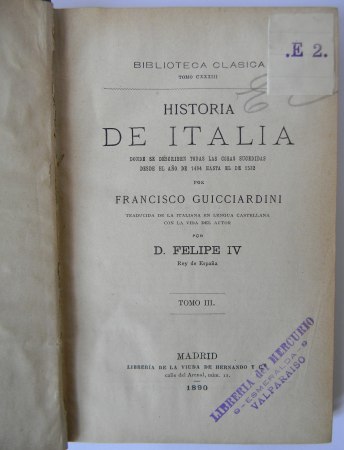 .E 2.
BIBLIOTECA CLÁSICA
TOMO CXXXIII
HISTORIA
DE ITALIA
DONDE SE DESCRIBEN TODAS LAS COSAS SUCEDIDAS
DESDE EL AÑO DE 1494 HASTA EL DE 1532
POR
FRANCISCO GUICCIARDINI
TRADUCIDA DE LA ITALIANA EN LENGUA CASTELLANA
CON LA VIDA DEL AUTOR
POR
D. FELIPE IV
Rey de España
TOMO III.
MADRID
LIBRERIA DE LA VIUDA DE HERNANDO Y
calle del Arenal, núm. 11.
1890
LIBRERIA del MERCURIO
ESMERALDA
VALPARAISO